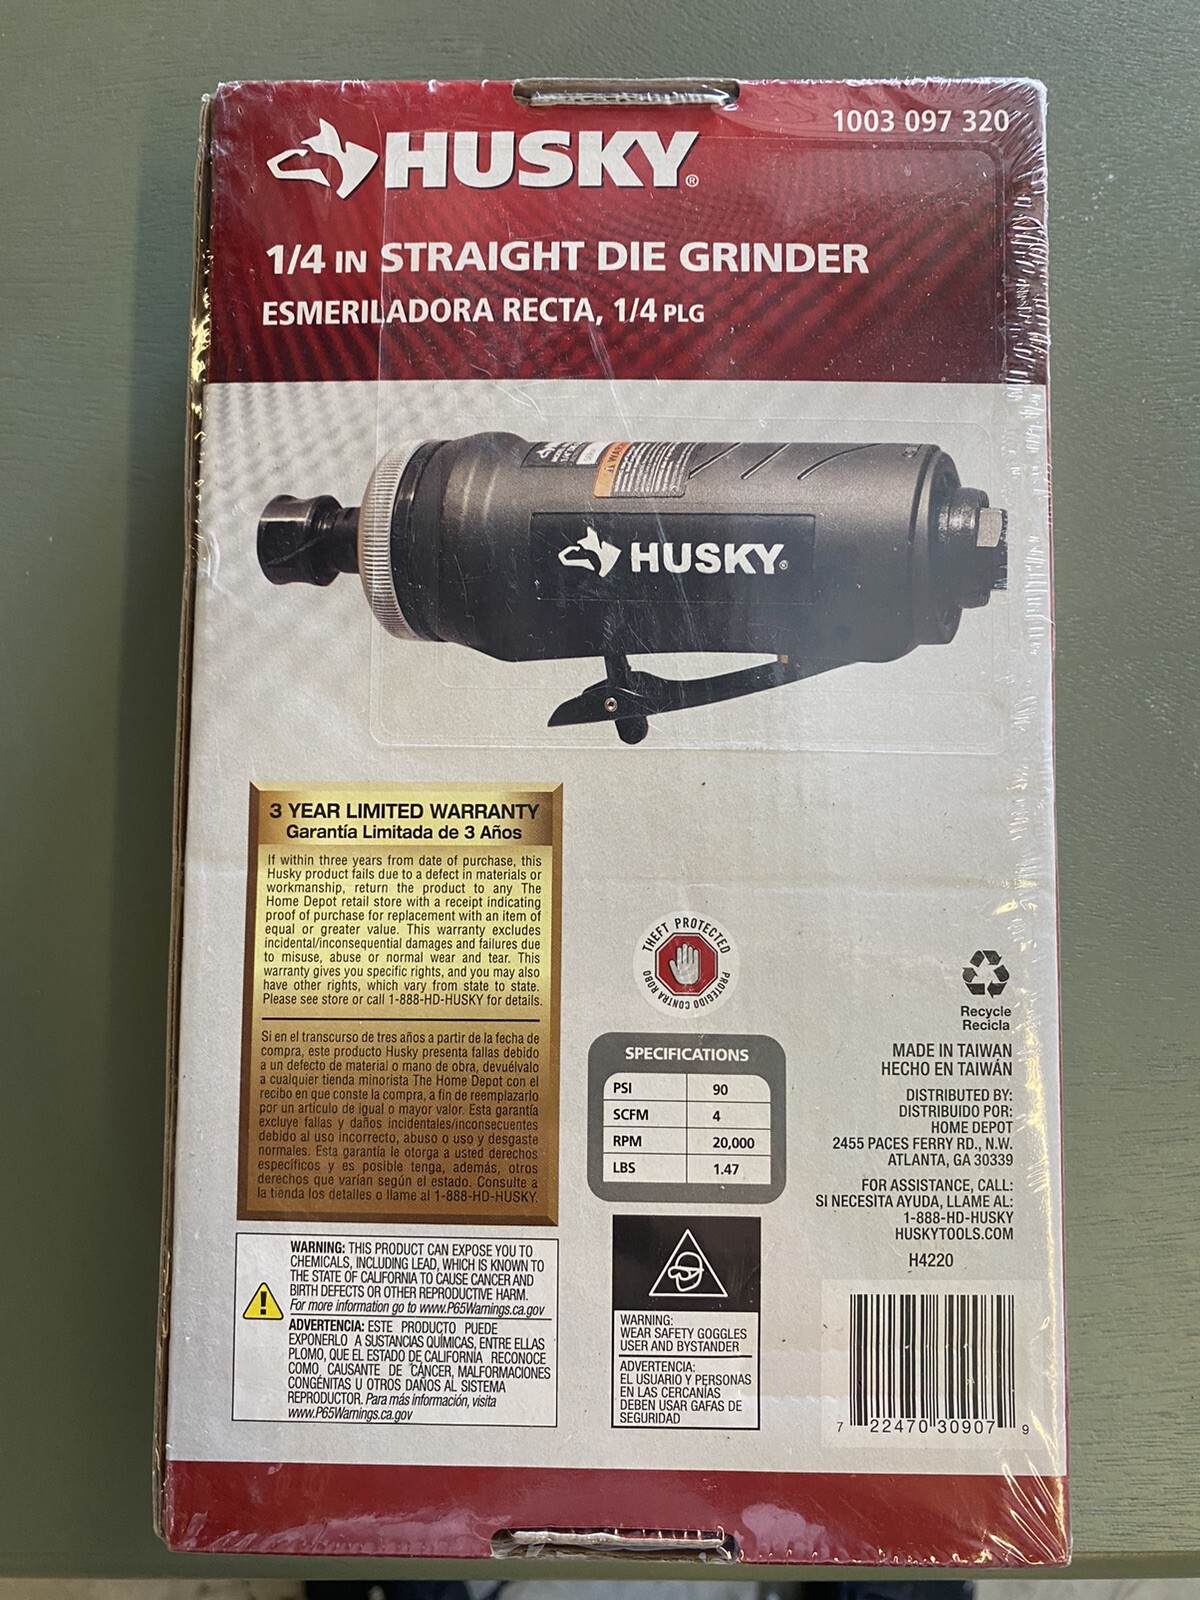 1003 097 320
HUSKY®
1/4 IN STRAIGHT DIE GRINDER
ESMERILADORA RECTA, 1/4 PLG
HUSKY®
3 YEAR LIMITED WARRANTY
Garantía Limitada de 3 Años
If within three years from date of purchase, this
Husky product fails due to a defect in materials or
workmanship, return the product to any The
Home Depot retail store with a receipt indicating
proof of purchase for replacement with an item of
equal or greater value. This warranty excludes
incidental/inconsequential damages and failures due
to misuse, abuse or normal wear and tear. This
warranty gives you specific rights, and you may also
have other rights, which vary from state to state.
Please see store or call 1-888-HD-HUSKY for details.
Si en el transcurso de tres años a partir de la fecha de
compra, este producto Husky presenta fallas debido
a un defecto de material o mano de obra, devuélvalo
a cualquier tienda minorista The Home Depot con el
recibo en que conste la compra, a fin de reemplazarlo
por un artículo de igual o mayor valor. Esta garantía
excluye fallas y daños incidentales/inconsecuentes
debido al uso incorrecto, abuso o uso y desgaste
normales. Esta garantía le otorga a usted derechos
específicos y es posible tenga, además, otros
derechos que varían según el estado. Consulte a
la tienda los detalles o llame al 1-888-HD-HUSKY.
WARNING: THIS PRODUCT CAN EXPOSE YOU TO
CHEMICALS, INCLUDING LEAD, WHICH IS KNOWN TO
THE STATE OF CALIFORNIA TO CAUSE CANCER AND
BIRTH DEFECTS OR OTHER REPRODUCTIVE HARM.
For more information go to www.P65Warnings.ca.gov
ADVERTENCIA: ESTE PRODUCTO PUEDE
EXPONERLO A SUSTANCIAS QUÍMICAS, ENTRE ELLAS
PLOMO, QUE EL ESTADO DE CALIFORNIA RECONOCE
COMO CAUSANTE DE CÁNCER, MALFORMACIONES
CONGÉNITAS U OTROS DAÑOS AL SISTEMA
REPRODUCTOR. Para más información, visita
www.P65Warnings.ca.gov
THEFT PROTECTED
PROTEGIDO CONTRA ROBO
SPECIFICATIONS
PSI 90
SCFM 4
RPM 20,000
LBS 1.47
WARNING:
WEAR SAFETY GOGGLES
USER AND BYSTANDER
ADVERTENCIA:
EL USUARIO Y PERSONAS
EN LAS CERCANÍAS
DEBEN USAR GAFAS DE
SEGURIDAD
Recycle
Recicla
MADE IN TAIWAN
HECHO EN TAIWÁN
DISTRIBUTED BY:
DISTRIBUIDO POR:
HOME DEPOT
2455 PACES FERRY RD., N.W.
ATLANTA, GA 30339
FOR ASSISTANCE, CALL:
SI NECESITA AYUDA, LLAME AL:
1-888-HD-HUSKY
HUSKYTOOLS.COM
H4220
7 22470 30907 9